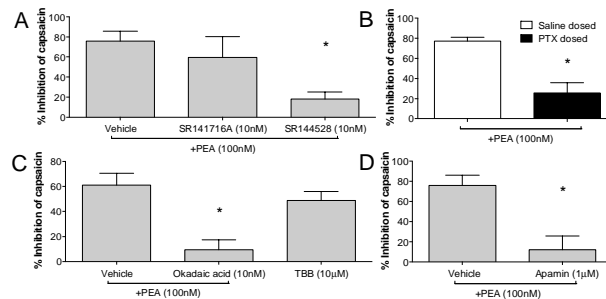 A
% Inhibition of capsaicin
100
80
60
40
20
0
*
Vehicle SR141716A (10nM) SR144528 (10nM)
+PEA (100nM)
B
% Inhibition of capsaicin
100
80
60
40
20
0
Saline dosed
PTX dosed
*
+PEA (100nM)
C
% Inhibition of capsaicin
80
60
40
20
0
*
Vehicle Okadaic acid (10nM) TBB (10µM)
+PEA (100nM)
D
% Inhibition of capsaicin
100
80
60
40
20
0
*
Vehicle Apamin (1µM)
+PEA (100nM)